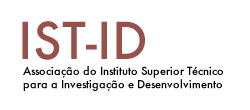 IST-ID
Associação do Instituto Superior Técnico
para a Investigação e Desenvolvimento